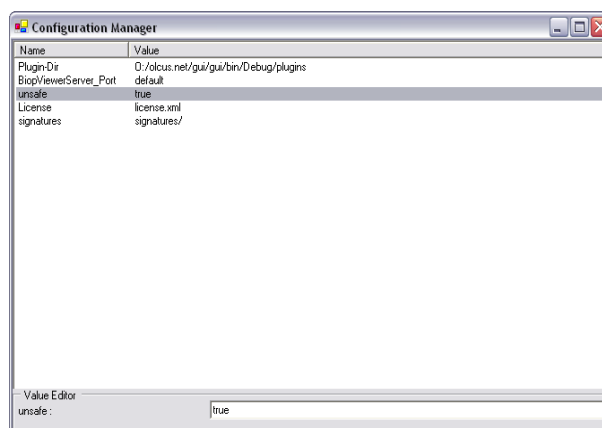 Configuration Manager
Name Value
Plugin-Dir O:/olcus.net/gui/gui/bin/Debug/plugins
BiopViewerServer_Port default
unsafe true
License license.xml
signatures signatures/
Value Editor
unsafe : true